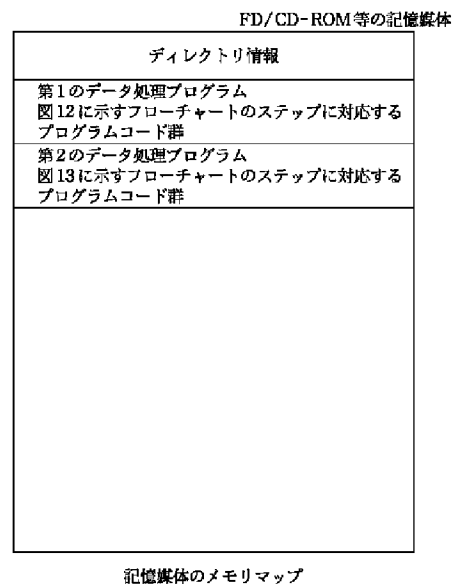 FD/CD-ROM等の記憶媒体
ディレクトリ情報
第1のデータ処理プログラム
図12に示すフローチャートのステップに対応する
プログラムコード群
第2のデータ処理プログラム
図13に示すフローチャートのステップに対応する
プログラムコード群
記憶媒体のメモリマップ